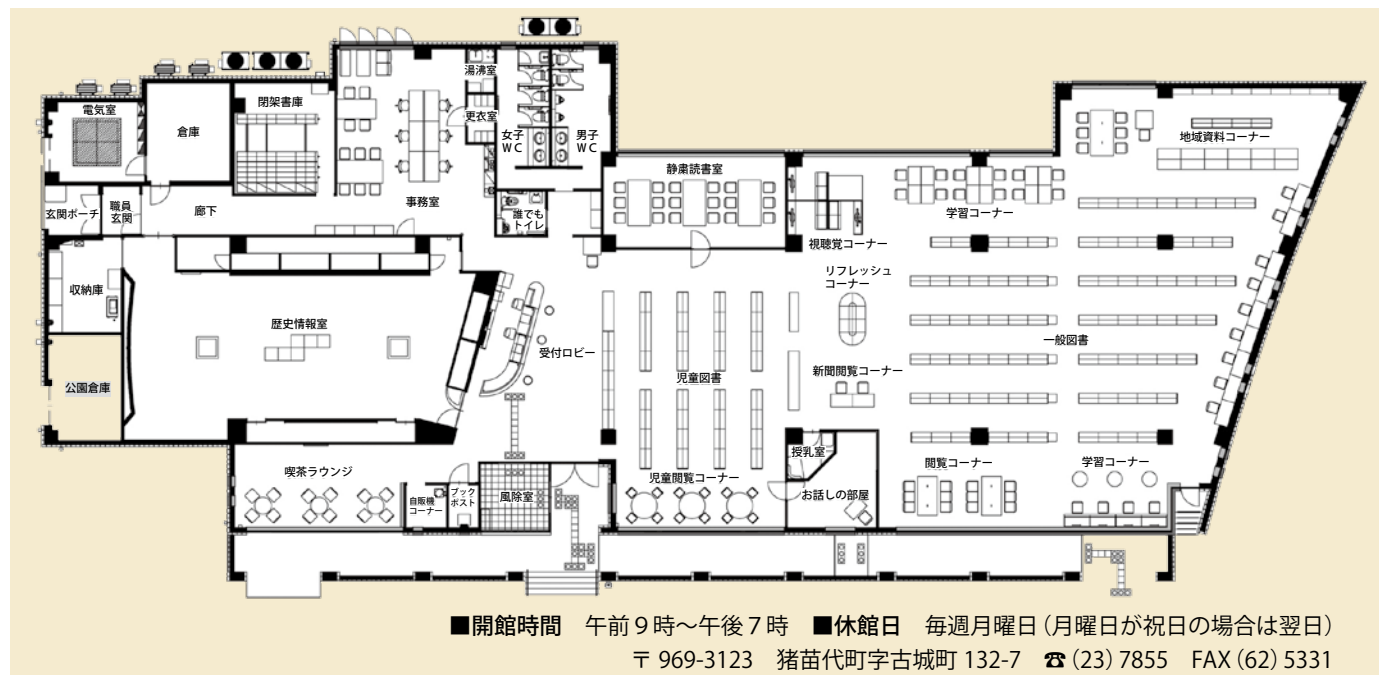 湯沸室
電気室
閉架書庫
更衣室
倉庫
女子
WC
男子
WC
地域資料コーナー
静粛読書室
玄関ポーチ
職員
玄関
廊下
事務室
誰でも
トイレ
学習コーナー
視聴覚コーナー
リフレッシュ
コーナー
収納庫
歴史情報室
受付ロビー
一般図書
公園倉庫
児童図書
新聞閲覧コーナー
授乳室
喫茶ラウンジ
児童閲覧コーナー
閲覧コーナー
学習コーナー
自販機
コーナー
ブック
ポスト
風除室
お話しの部屋
■開館時間 午前9時~午後7時 ■休館日 毎週月曜日(月曜日が祝日の場合は翌日)
〒969-3123 猪苗代町字古城町 132-7 ☎(23)7855 FAX(62)5331